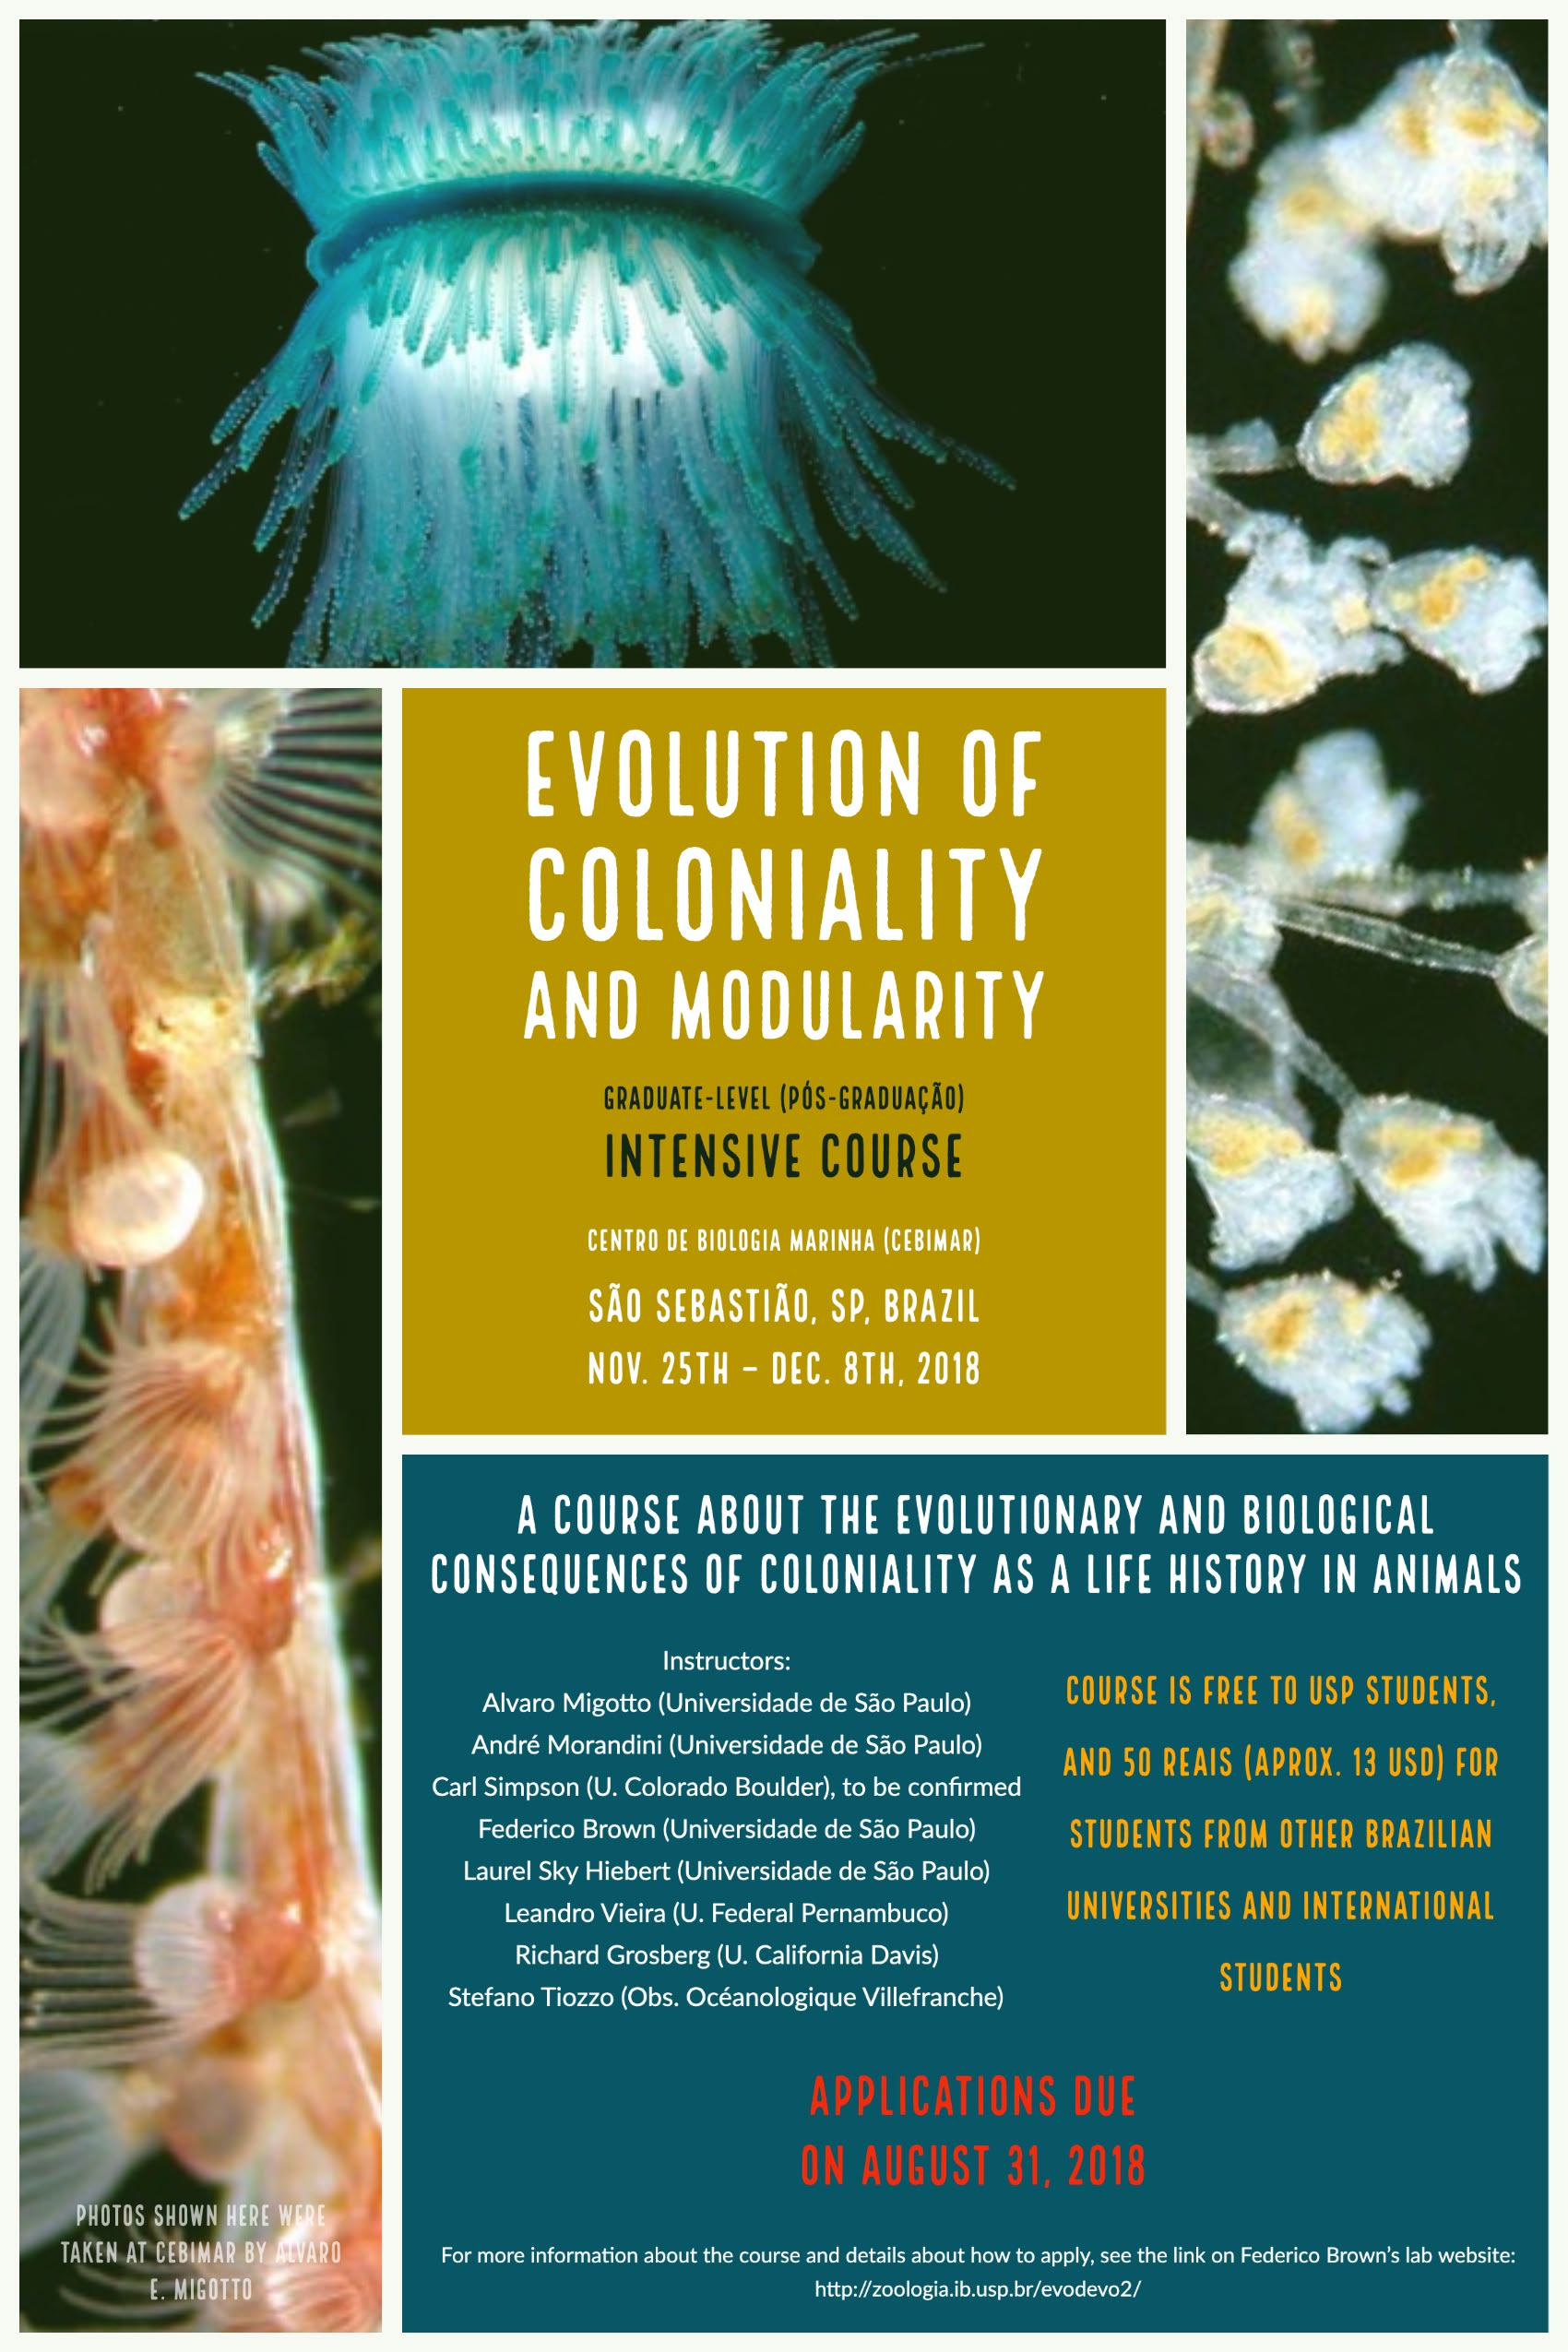 EVOLUTION OF
COLONIALITY
AND MODULARITY
GRADUATE-LEVEL (PÓS-GRADUAÇÃO)
INTENSIVE COURSE
CENTRO DE BIOLOGIA MARINHA (CEBIMAR)
SÃO SEBASTIÃO, SP, BRAZIL
NOV. 25TH – DEC. 8TH, 2018
A COURSE ABOUT THE EVOLUTIONARY AND BIOLOGICAL
CONSEQUENCES OF COLONIALITY AS A LIFE HISTORY IN ANIMALS
Instructors:
Alvaro Migotto (Universidade de São Paulo)
André Morandini (Universidade de São Paulo)
Carl Simpson (U. Colorado Boulder), to be confirmed
Federico Brown (Universidade de São Paulo)
Laurel Sky Hiebert (Universidade de São Paulo)
Leandro Vieira (U. Federal Pernambuco)
Richard Grosberg (U. California Davis)
Stefano Tiozzo (Obs. Océanologique Villefranche)
COURSE IS FREE TO USP STUDENTS,
AND 50 REAIS (APROX. 13 USD) FOR
STUDENTS FROM OTHER BRAZILIAN
UNIVERSITIES AND INTERNATIONAL
STUDENTS
APPLICATIONS DUE
ON AUGUST 31, 2018
For more information about the course and details about how to apply, see the link on Federico Brown's lab website:
http://zoologia.ib.usp.br/evodevo2/
PHOTOS SHOWN HERE WERE
TAKEN AT CEBIMAR BY ALVARO
E. MIGOTTO